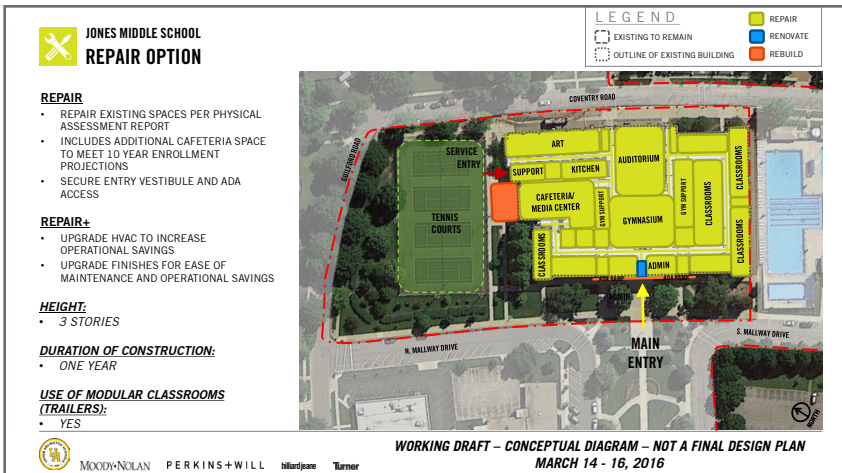 JONES MIDDLE SCHOOL
REPAIR OPTION
LEGEND
EXISTING TO REMAIN
OUTLINE OF EXISTING BUILDING
REPAIR
RENOVATE
REBUILD
REPAIR
• REPAIR EXISTING SPACES PER PHYSICAL
ASSESSMENT REPORT
• INCLUDES ADDITIONAL CAFETERIA SPACE
TO MEET 10 YEAR ENROLLMENT
PROJECTIONS
• SECURE ENTRY VESTIBULE AND ADA
ACCESS
REPAIR+
• UPGRADE HVAC TO INCREASE
OPERATIONAL SAVINGS
• UPGRADE FINISHES FOR EASE OF
MAINTENANCE AND OPERATIONAL SAVINGS
HEIGHT:
• 3 STORIES
DURATION OF CONSTRUCTION:
• ONE YEAR
USE OF MODULAR CLASSROOMS
(TRAILERS):
• YES
COVENTRY ROAD
GUILFORD ROAD
SERVICE
ENTRY
TENNIS
COURTS
ART
SUPPORT
KITCHEN
AUDITORIUM
CAFETERIA/
MEDIA CENTER
GYM SUPPORT
GYMNASIUM
GYM SUPPORT
CLASSROOMS
CLASSROOMS
CLASSROOMS
CLASSROOMS
ADMIN
ADMIN
MAIN
ENTRY
N. MALLWAY DRIVE
S. MALLWAY DRIVE
NORTH
UA
MOODY•NOLAN
PERKINS+WILL
hilliardjeane
Turner
WORKING DRAFT – CONCEPTUAL DIAGRAM – NOT A FINAL DESIGN PLAN
MARCH 14 - 16, 2016